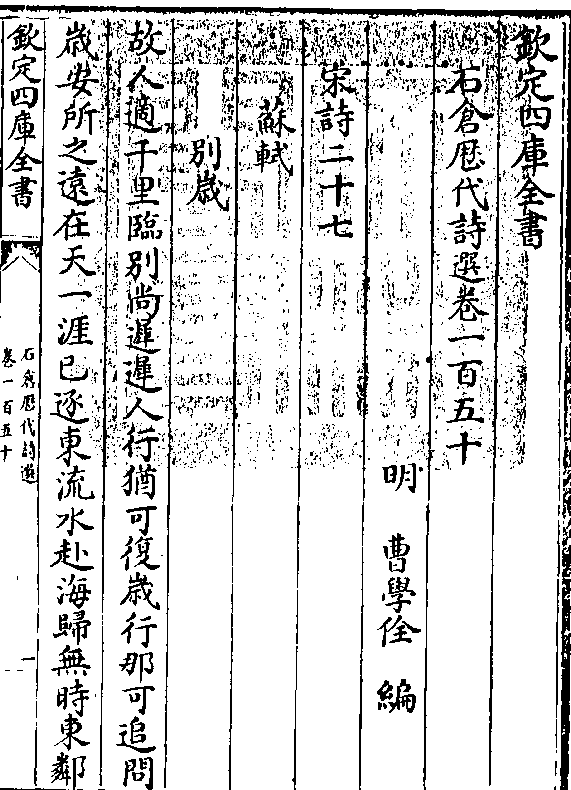 欽定四庫全書
石倉厯代詩選卷一百五十
明 曹學佺 編
宋詩二十七
蘇軾
別歲
故人適千里臨別尚遲遲人行猶可復歲行那可追問
歲安所之遠在天一涯已逐東流水赴海歸無時東鄰
欽定四庫全書
石倉厯代詩選
卷一百五十
一